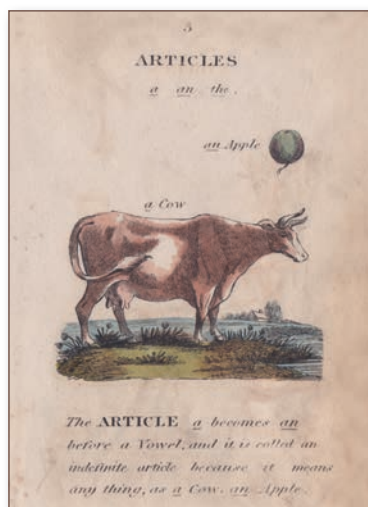 3
ARTICLES
a an the.
an Apple
a Cow
The ARTICLE a becomes an
before a Vowel, and it is called an
indefinite article because it means
any thing, as a Cow. an Apple.